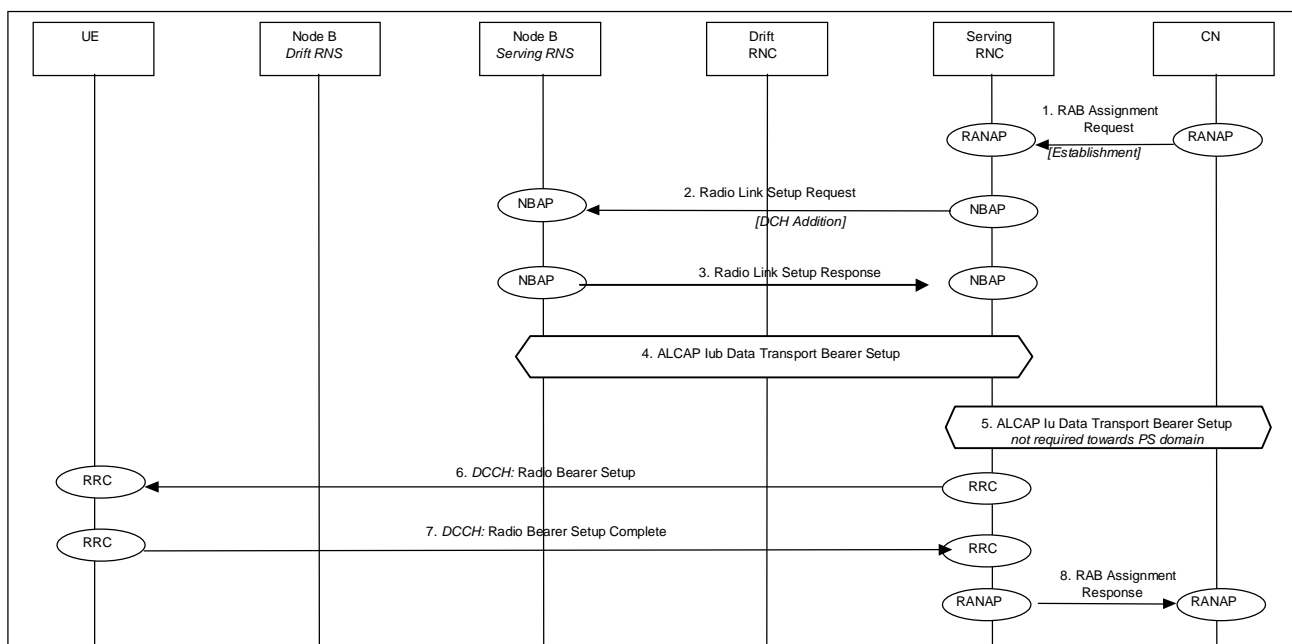 UE
Node B
Drift RNS
Node B
Serving RNS
Drift
RNC
Serving
RNC
CN
1. RAB Assignment
Request
RANAP
RANAP
[Establishment]
2. Radio Link Setup Request
NBAP
NBAP
[DCH Addition]
3. Radio Link Setup Response
NBAP
NBAP
4. ALCAP Iub Data Transport Bearer Setup
5. ALCAP Iu Data Transport Bearer Setup
not required towards PS domain
6. DCCH: Radio Bearer Setup
RRC
RRC
7. DCCH: Radio Bearer Setup Complete
RRC
RRC
8. RAB Assignment
Response
RANAP
RANAP